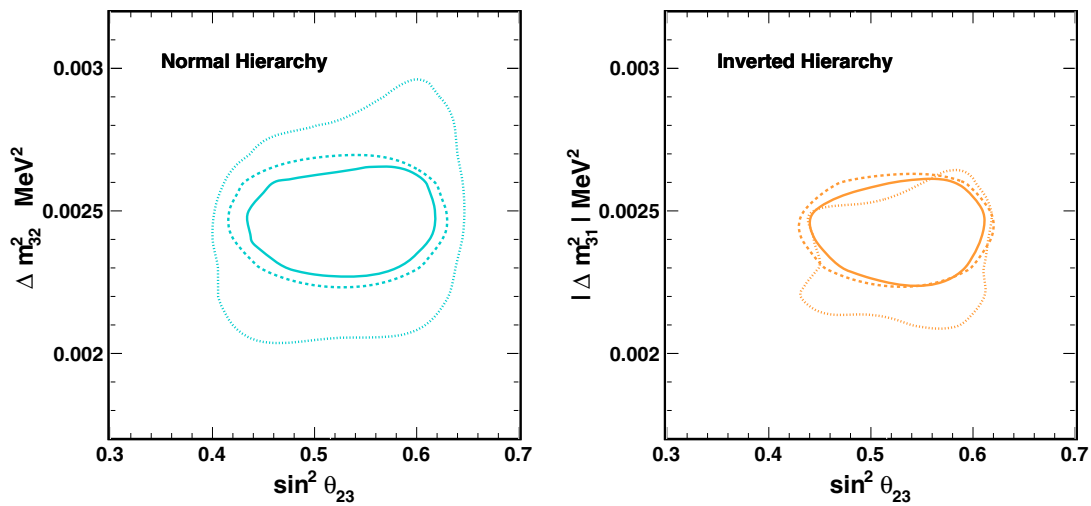 Normal Hierarchy
0.003
0.0025
0.002
Δ m²₃₂ MeV²
0.3 0.4 0.5 0.6 0.7
sin² θ₂₃
Inverted Hierarchy
0.003
0.0025
0.002
| Δ m²₃₁ | MeV²
0.3 0.4 0.5 0.6 0.7
sin² θ₂₃